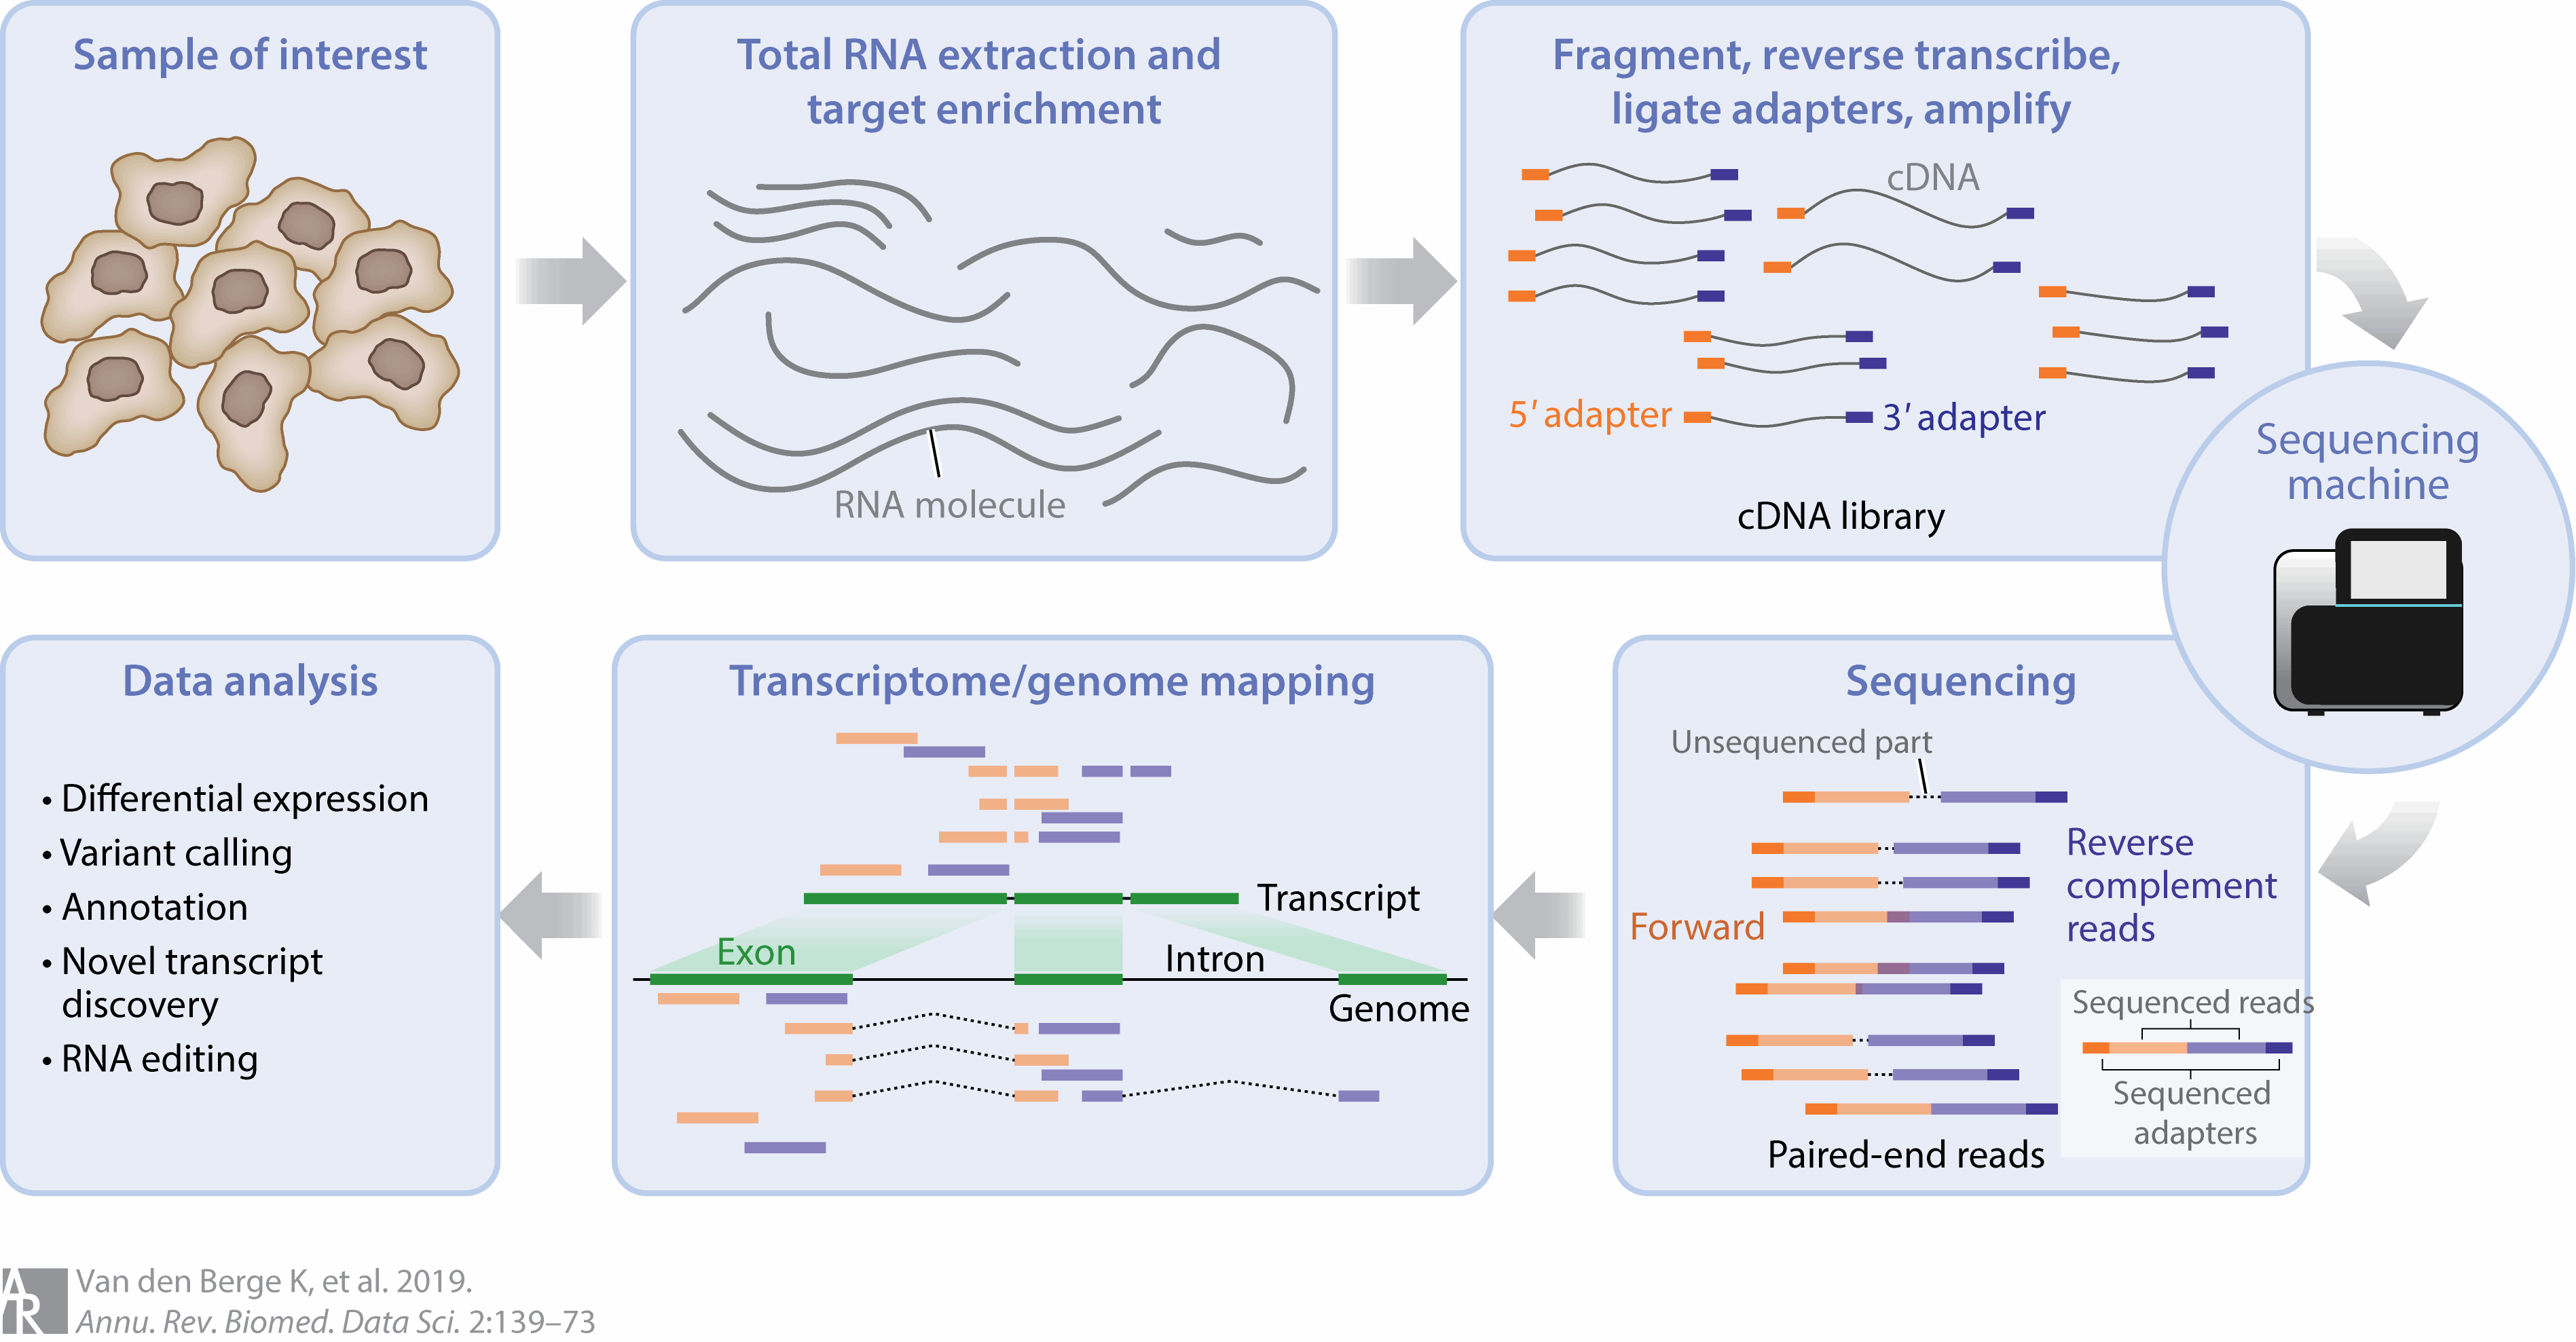 Sample of interest
Total RNA extraction and
target enrichment
RNA molecule
Fragment, reverse transcribe,
ligate adapters, amplify
cDNA
5′ adapter
3′ adapter
cDNA library
Sequencing
machine
Sequencing
Unsequenced part
Reverse
complement
reads
Forward
Sequenced reads
Sequenced
adapters
Paired-end reads
Transcriptome/genome mapping
Transcript
Exon
Intron
Genome
Data analysis
• Differential expression
• Variant calling
• Annotation
• Novel transcript
discovery
• RNA editing
AR
Van den Berge K, et al. 2019.
Annu. Rev. Biomed. Data Sci. 2:139–73